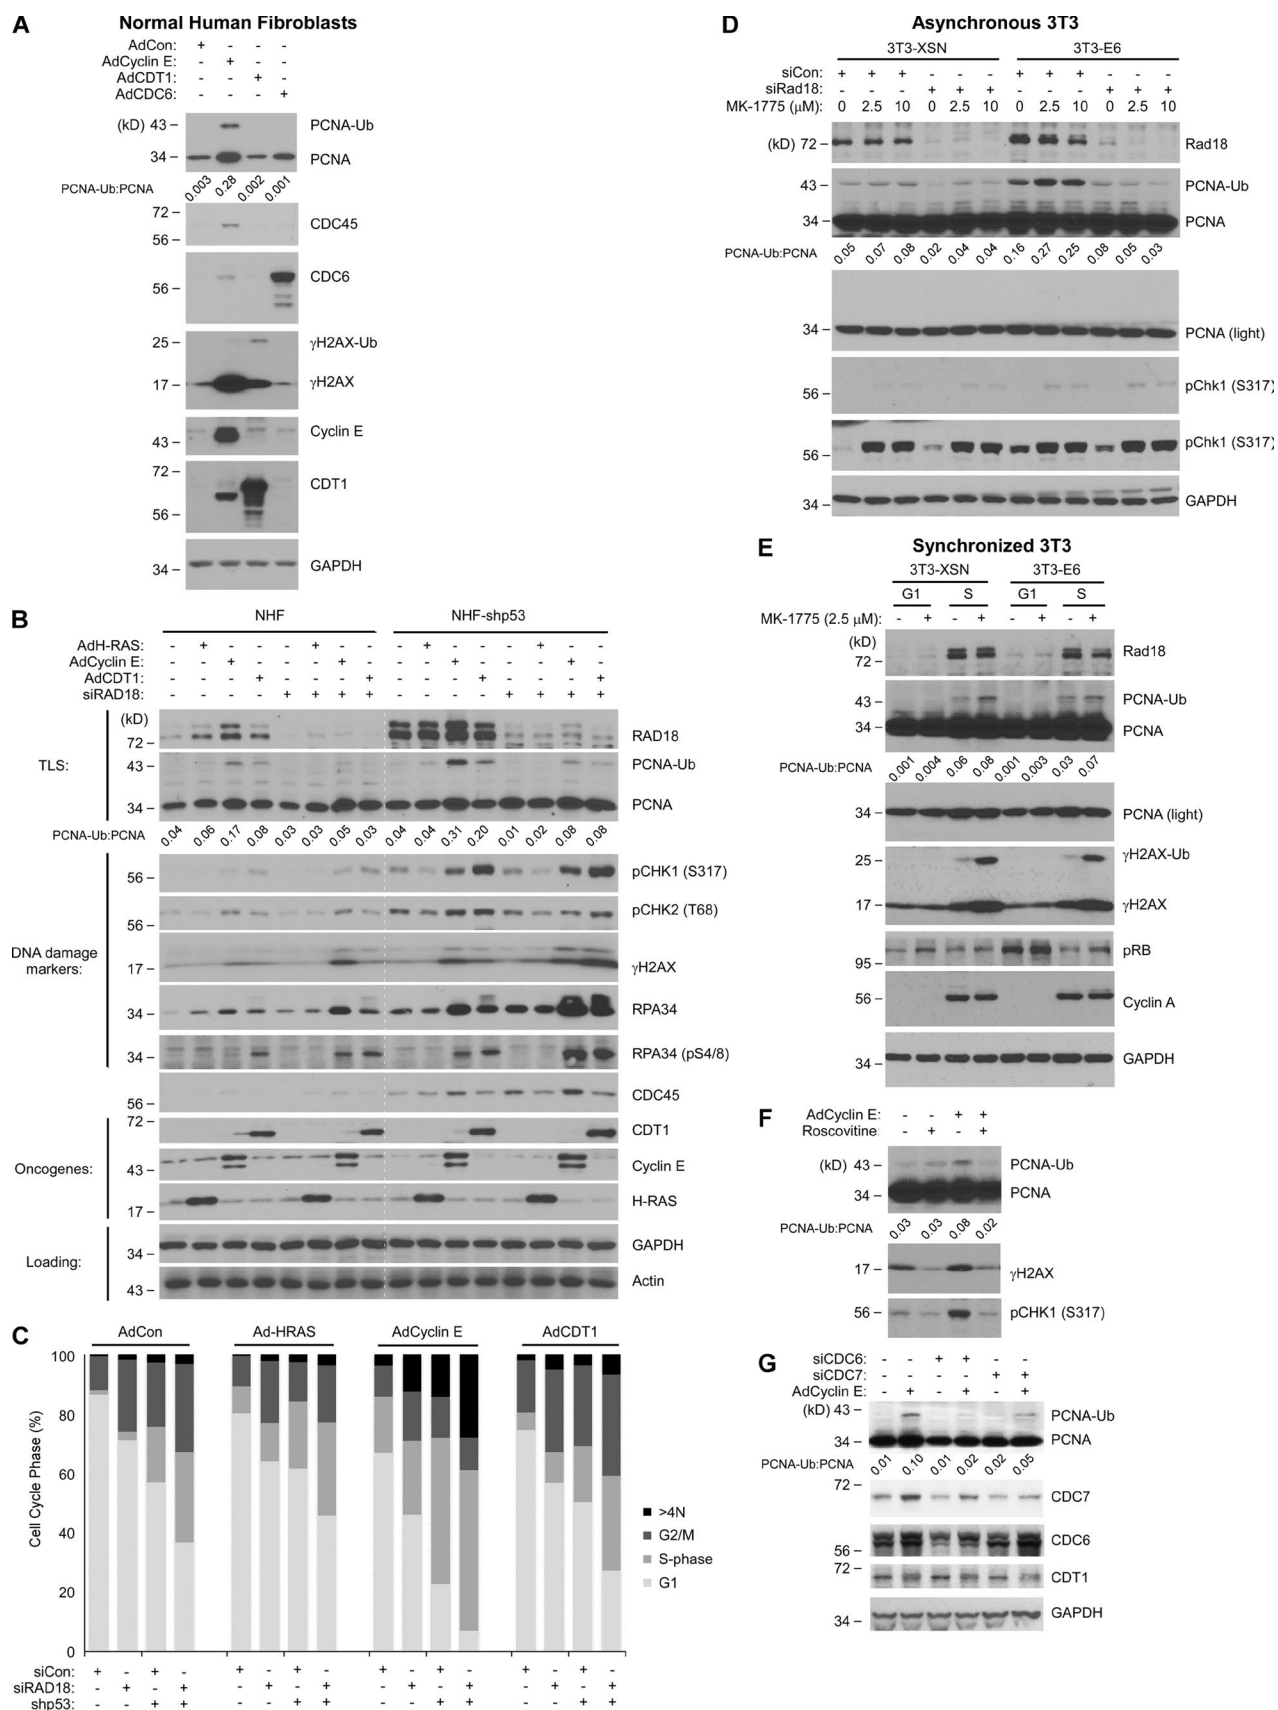 A
Normal Human Fibroblasts
AdCon: + - - -
AdCyclin E: - + - -
AdCDT1: - - + -
AdCDC6: - - - +
(kD) 43 – PCNA-Ub
34 – PCNA
PCNA-Ub:PCNA 0.003 0.28 0.002 0.001
72 –
CDC45
56 –
CDC6
56 –
25 – γH2AX-Ub
17 – γH2AX
Cyclin E
43 –
72 –
CDT1
56 –
34 – GAPDH
B
NHF NHF-shp53
AdH-RAS: - + - - - + - - - + - - - + - -
AdCyclin E: - - + - - - + - - - + - - - + -
AdCDT1: - - - + - - - + - - - + - - - +
siRAD18: - - - - + + + + - - - - + + + +
(kD)
72 – RAD18
TLS:
43 – PCNA-Ub
34 – PCNA
PCNA-Ub:PCNA 0.04 0.06 0.17 0.08 0.03 0.03 0.05 0.03 0.04 0.04 0.31 0.20 0.01 0.02 0.08 0.08
56 – pCHK1 (S317)
pCHK2 (T68)
56 –
DNA damage
markers:
17 – γH2AX
34 – RPA34
34 – RPA34 (pS4/8)
CDC45
56 –
72 –
CDT1
Oncogenes:
43 – Cyclin E
H-RAS
17 –
GAPDH
34 –
Loading:
Actin
43 –
C
AdCon Ad-HRAS AdCyclin E AdCDT1
Cell Cycle Phase (%)
100
80
60
40
20
0
>4N
G2/M
S-phase
G1
siCon: + - + - + - + - + - + - + - + -
siRAD18: - + - + - + - + - + - + - + - +
shp53: - - + + - - + + - - + + - - + +
D
Asynchronous 3T3
3T3-XSN 3T3-E6
siCon: + + + - - - + + + - - -
siRad18: - - - + + + - - - + + +
MK-1775 (μM): 0 2.5 10 0 2.5 10 0 2.5 10 0 2.5 10
(kD) 72 – Rad18
43 – PCNA-Ub
34 – PCNA
PCNA-Ub:PCNA 0.05 0.07 0.08 0.02 0.04 0.04 0.16 0.27 0.25 0.08 0.05 0.03
34 – PCNA (light)
pChk1 (S317)
56 –
pChk1 (S317)
56 –
34 – GAPDH
E
Synchronized 3T3
3T3-XSN 3T3-E6
G1 S G1 S
MK-1775 (2.5 μM): - + - + - + - +
(kD)
Rad18
72 –
43 – PCNA-Ub
34 – PCNA
PCNA-Ub:PCNA 0.001 0.004 0.06 0.08 0.001 0.003 0.03 0.07
34 – PCNA (light)
25 – γH2AX-Ub
17 – γH2AX
pRB
95 –
56 – Cyclin A
34 – GAPDH
F
AdCyclin E: - - + +
Roscovitine: - + - +
(kD) 43 – PCNA-Ub
34 – PCNA
PCNA-Ub:PCNA 0.03 0.03 0.08 0.02
17 – γH2AX
56 – pCHK1 (S317)
G
siCDC6: - - + + - -
siCDC7: - - - - + +
AdCyclin E: - + - + - +
(kD) 43 – PCNA-Ub
34 – PCNA
PCNA-Ub:PCNA 0.01 0.10 0.01 0.02 0.02 0.05
72 –
CDC7
CDC6
56 –
72 –
CDT1
GAPDH
34 –